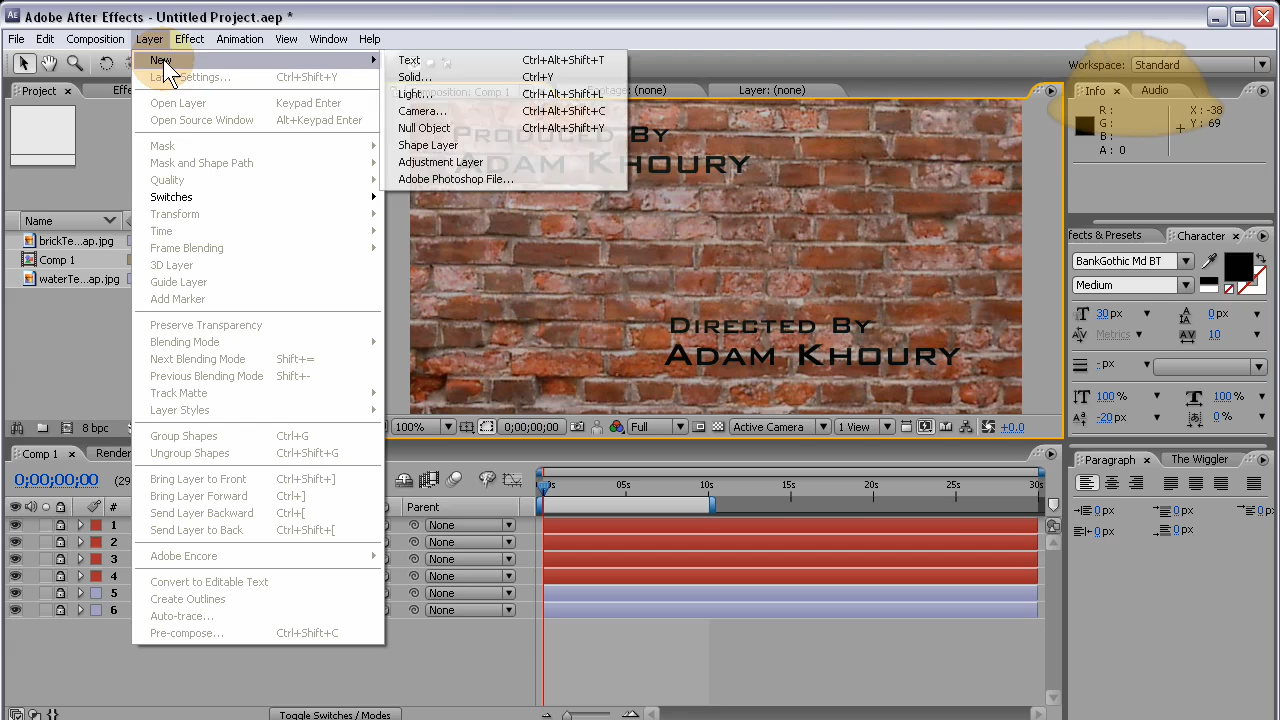 Adobe After Effects - Untitled Project.aep *
File Edit Composition Layer Effect Animation View Window Help
Workspace: Standard
Project ×
New
Ctrl+Shift+Y
Open Layer Keypad Enter
Open Source Window Alt+Keypad Enter
Mask
Mask and Shape Path
Quality
Switches
Transform
Time
Frame Blending
3D Layer
Guide Layer
Add Marker
Preserve Transparency
Blending Mode
Next Blending Mode Shift+=
Previous Blending Mode Shift+-
Track Matte
Layer Styles
Group Shapes Ctrl+G
Ungroup Shapes Ctrl+Shift+G
Bring Layer to Front Ctrl+Shift+]
Bring Layer Forward Ctrl+]
Send Layer Backward Ctrl+[
Send Layer to Back Ctrl+Shift+[
Adobe Encore
Convert to Editable Text
Create Outlines
Auto-trace...
Pre-compose... Ctrl+Shift+C
Text Ctrl+Alt+Shift+T
Solid... Ctrl+Y
Light... Ctrl+Alt+Shift+L
Camera... Ctrl+Alt+Shift+C
Null Object Ctrl+Alt+Shift+Y
Shape Layer
Adjustment Layer
Adobe Photoshop File...
Composition: Comp 1
(none)
Layer: (none)
Produced By
Adam Khoury
Directed By
Adam Khoury
Name
brickTe...ap.jpg
Comp 1
waterTe...ap.jpg
8 bpc
100% 0;00;00;00 Full Active Camera 1 View +0.0
Info × Audio
R : X : -38
G : Y : 69
B :
A : 0
Effects & Presets Character ×
BankGothic Md BT
Medium
30 px 0 px
Metrics 10
- px
100 % 100 %
-20 px 0 %
Paragraph × The Wiggler
0 px 0 px 0 px
0 px 0 px
Comp 1 ×
0;00;00;00
#
Parent
05s 10s 15s 20s 25s 30s
1 None
2 None
3 None
4 None
5 None
6 None
Toggle Switches / Modes